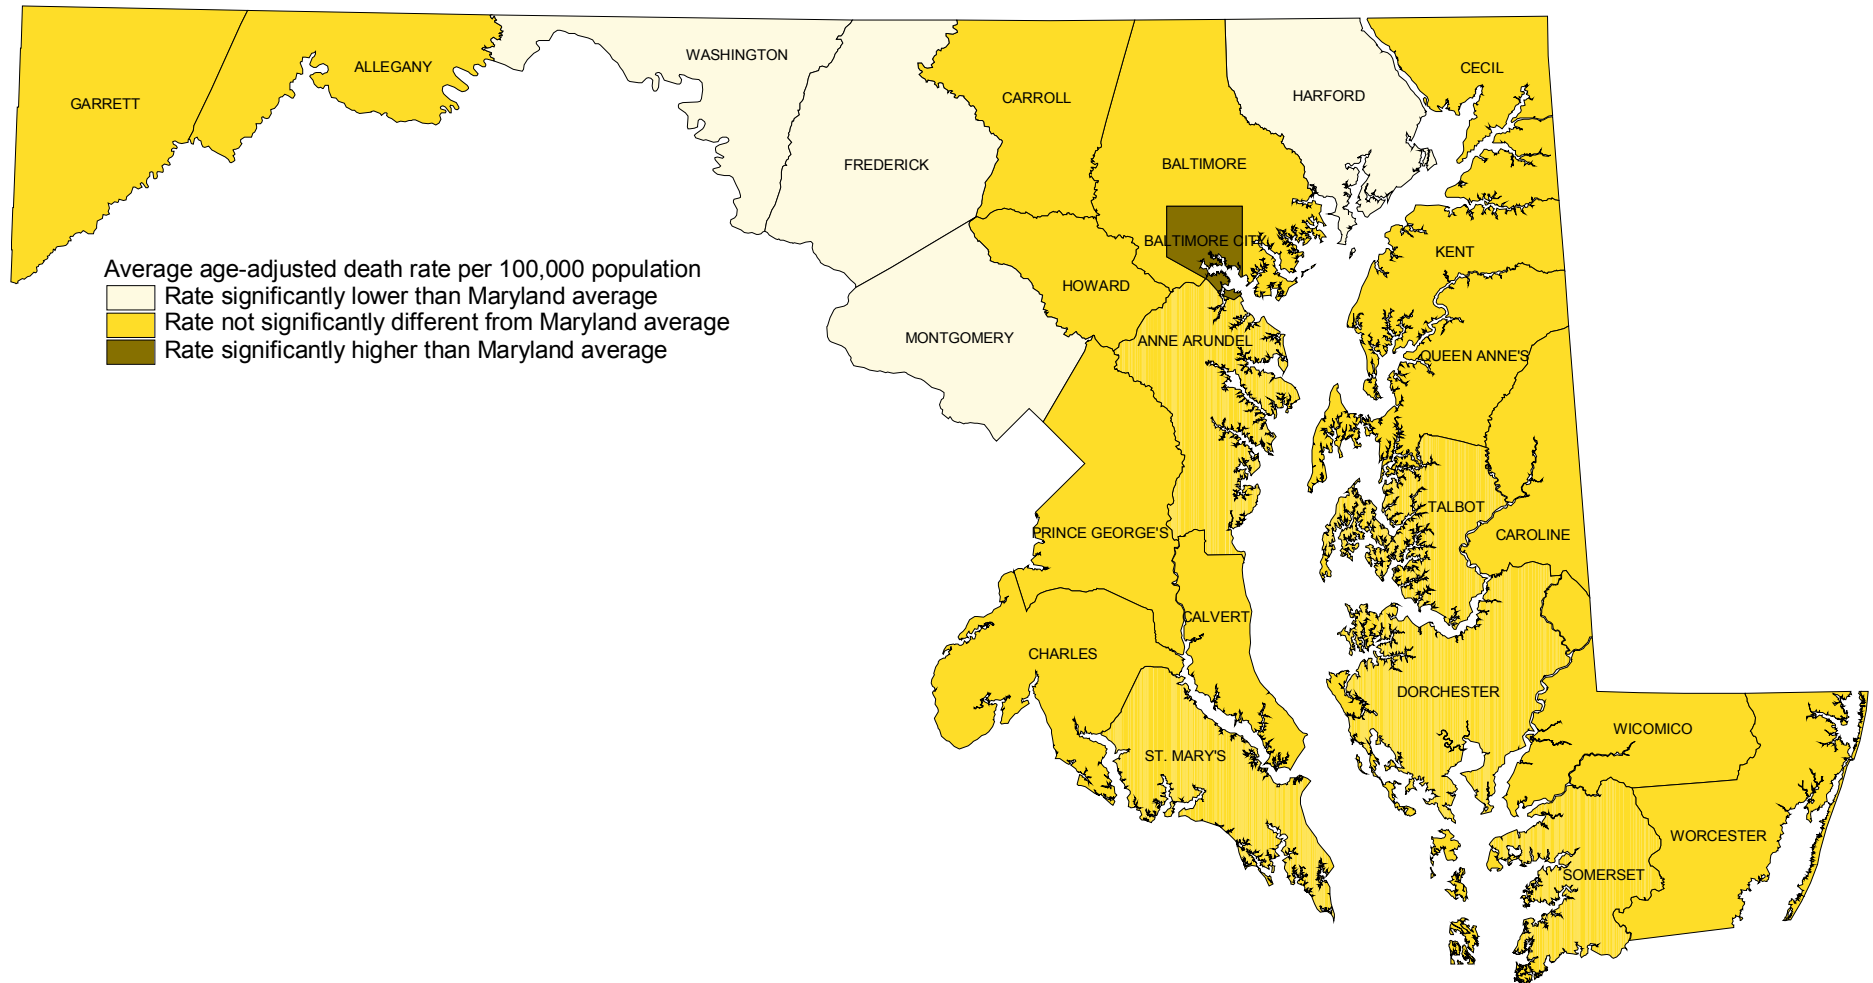 WASHINGTON
ALLEGANY
CECIL
GARRETT
CARROLL
HARFORD
FREDERICK
BALTIMORE
BALTIMORE CITY
KENT
Average age-adjusted death rate per 100,000 population
Rate significantly lower than Maryland average
Rate not significantly different from Maryland average
Rate significantly higher than Maryland average
HOWARD
MONTGOMERY
ANNE ARUNDEL
QUEEN ANNE'S
TALBOT
PRINCE GEORGE'S
CAROLINE
CALVERT
CHARLES
DORCHESTER
WICOMICO
ST. MARY'S
WORCESTER
SOMERSET